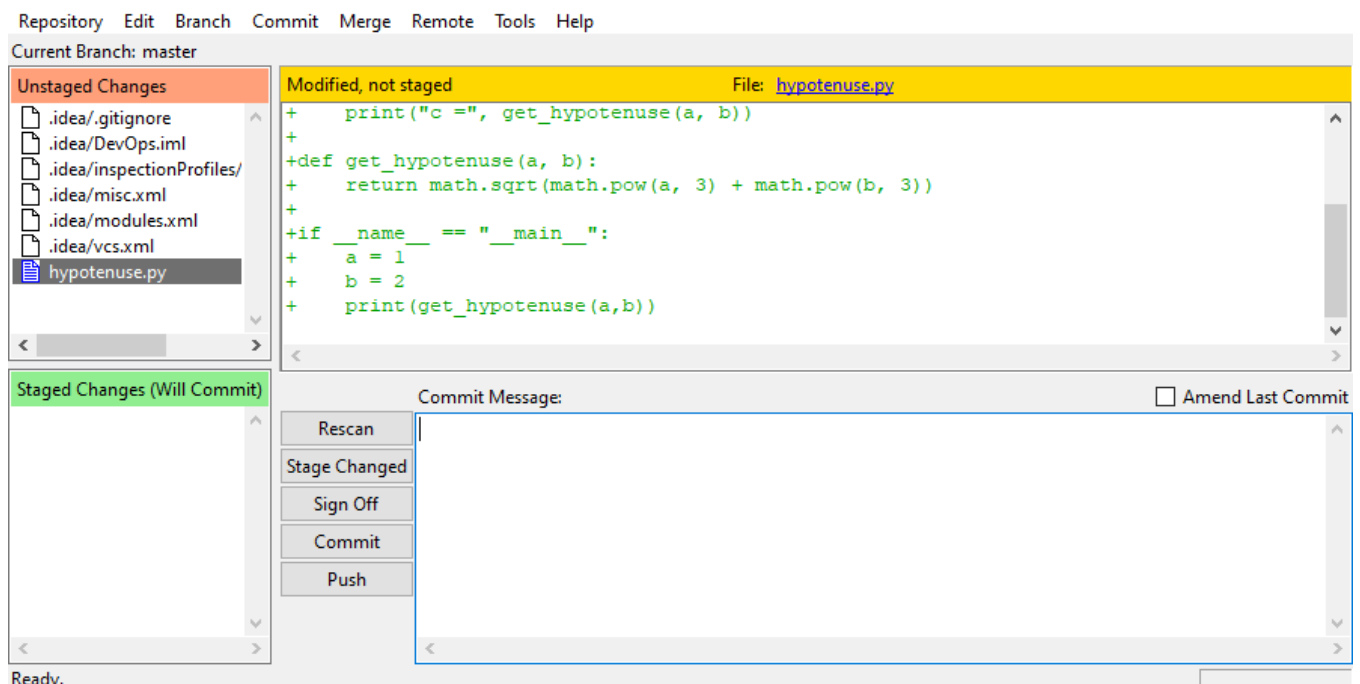 Repository Edit Branch Commit Merge Remote Tools Help
Current Branch: master
Unstaged Changes
.idea/.gitignore
.idea/DevOps.iml
.idea/inspectionProfiles/
.idea/misc.xml
.idea/modules.xml
.idea/vcs.xml
hypotenuse.py
Modified, not staged File: hypotenuse.py
+    print("c =", get_hypotenuse(a, b))
+
+def get_hypotenuse(a, b):
+    return math.sqrt(math.pow(a, 3) + math.pow(b, 3))
+
+if __name__ == "__main__":
+    a = 1
+    b = 2
+    print(get_hypotenuse(a,b))
Staged Changes (Will Commit)
Commit Message:
Amend Last Commit
Rescan
Stage Changed
Sign Off
Commit
Push
Ready.